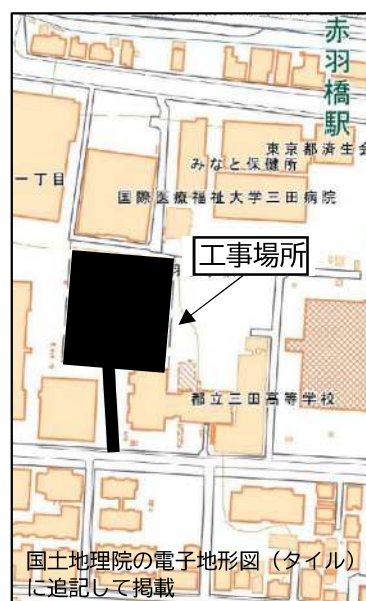 赤羽橋駅
東京都済生会
みなと保健所
一丁目
国際医療福祉大学三田病院
工事場所
都立三田高等学校
国土地理院の電子地形図（タイル）
に追記して掲載